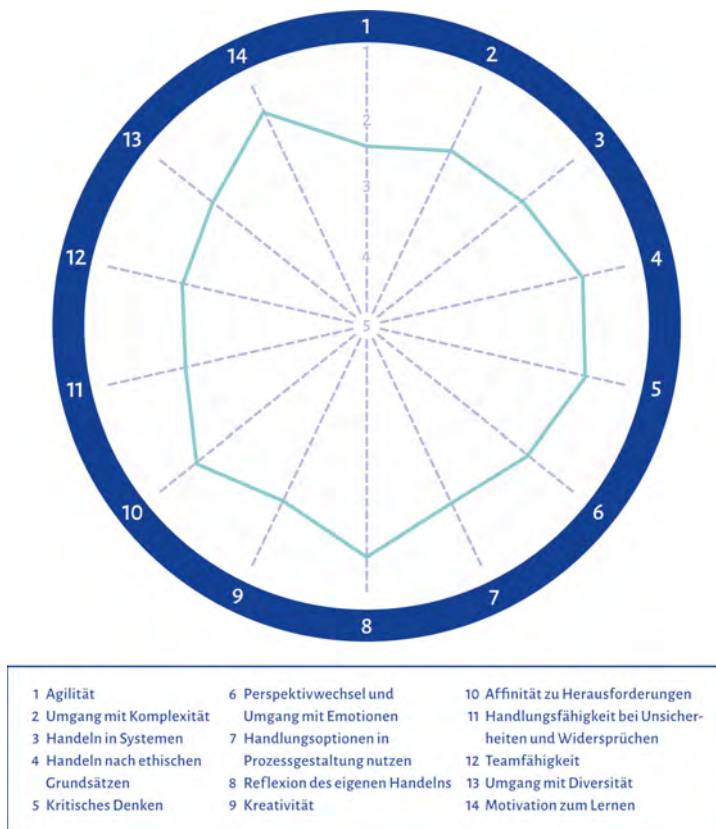 1
2
3
4
5
6
7
8
9
10
11
12
13
14
1
2
3
4
5
1 Agilität
2 Umgang mit Komplexität
3 Handeln in Systemen
4 Handeln nach ethischen
Grundsätzen
5 Kritisches Denken
6 Perspektivwechsel und
Umgang mit Emotionen
7 Handlungsoptionen in
Prozessgestaltung nutzen
8 Reflexion des eigenen Handelns
9 Kreativität
10 Affinität zu Herausforderungen
11 Handlungsfähigkeit bei Unsicher-
heiten und Widersprüchen
12 Teamfähigkeit
13 Umgang mit Diversität
14 Motivation zum Lernen